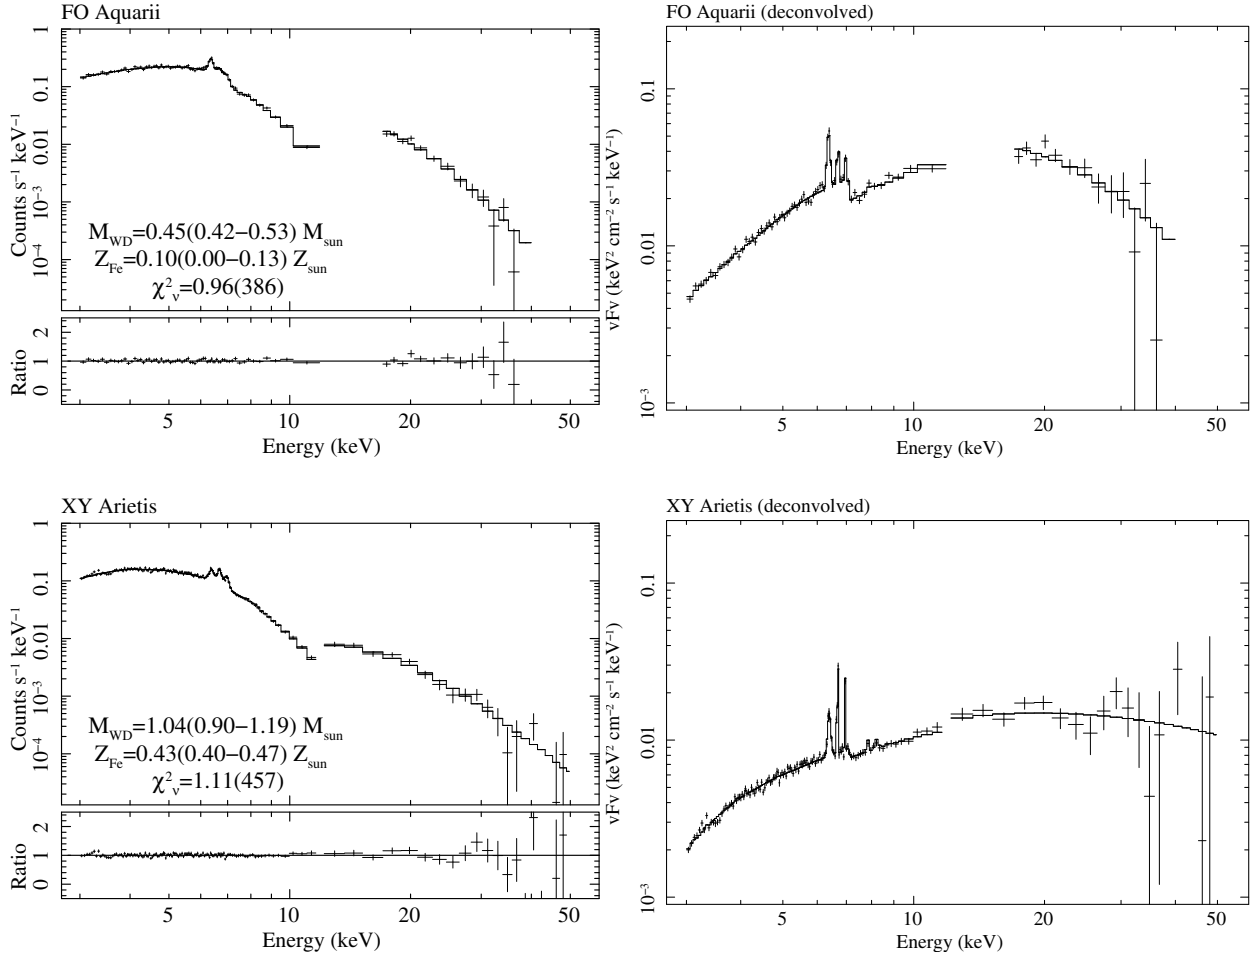 FO Aquarii
Counts s⁻¹ keV⁻¹
1
0.1
0.01
10⁻³
10⁻⁴
M_WD=0.45(0.42−0.53) M_sun
Z_Fe=0.10(0.00−0.13) Z_sun
χ²_ν=0.96(386)
Ratio
2
1
0
5 10 20 50
Energy (keV)
FO Aquarii (deconvolved)
νFν (keV² cm⁻² s⁻¹ keV⁻¹)
0.1
0.01
10⁻³
5 10 20 50
Energy (keV)
XY Arietis
Counts s⁻¹ keV⁻¹
1
0.1
0.01
10⁻³
10⁻⁴
M_WD=1.04(0.90−1.19) M_sun
Z_Fe=0.43(0.40−0.47) Z_sun
χ²_ν=1.11(457)
Ratio
2
1
0
5 10 20 50
Energy (keV)
XY Arietis (deconvolved)
νFν (keV² cm⁻² s⁻¹ keV⁻¹)
0.1
0.01
10⁻³
5 10 20 50
Energy (keV)